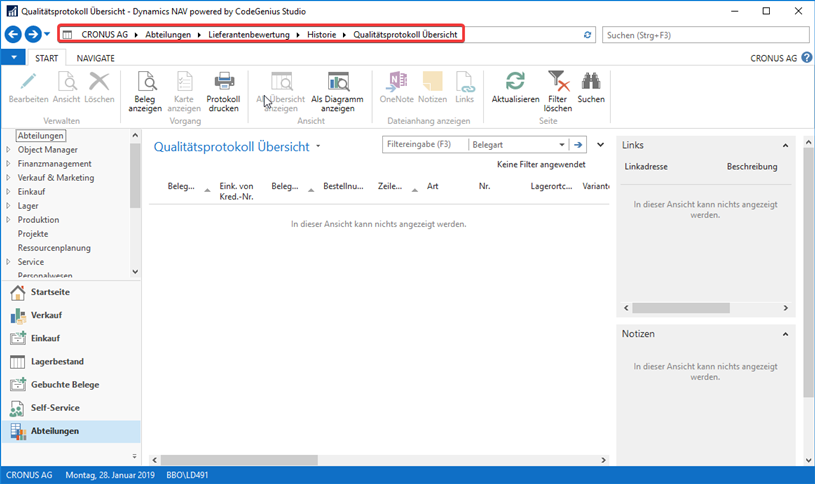 Qualitätsprotokoll Übersicht - Dynamics NAV powered by CodeGenius Studio
CRONUS AG Abteilungen Lieferantenbewertung Historie Qualitätsprotokoll Übersicht
Suchen (Strg+F3)
START NAVIGATE
CRONUS AG
Bearbeiten Ansicht Löschen
Verwalten
Beleg anzeigen
Karte anzeigen
Protokoll drucken
Vorgang
Als Übersicht anzeigen
Als Diagramm anzeigen
Ansicht
OneNote Notizen Links
Dateianhang anzeigen
Aktualisieren
Filter löschen
Suchen
Seite
Abteilungen
Object Manager
Finanzmanagement
Verkauf & Marketing
Einkauf
Lager
Produktion
Projekte
Ressourcenplanung
Service
Personalwesen
Startseite
Verkauf
Einkauf
Lagerbestand
Gebuchte Belege
Self-Service
Abteilungen
Qualitätsprotokoll Übersicht
Filtereingabe (F3) Belegart
Keine Filter angewendet
Beleg... Eink. von Kred.-Nr. Beleg... Bestellnu... Zeile... Art Nr. Lagerortc... Variante
In dieser Ansicht kann nichts angezeigt werden.
Links
Linkadresse Beschreibung
In dieser Ansicht kann nichts angezeigt
werden.
Notizen
In dieser Ansicht kann nichts angezeigt
werden.
CRONUS AG Montag, 28. Januar 2019 BBO\LD491